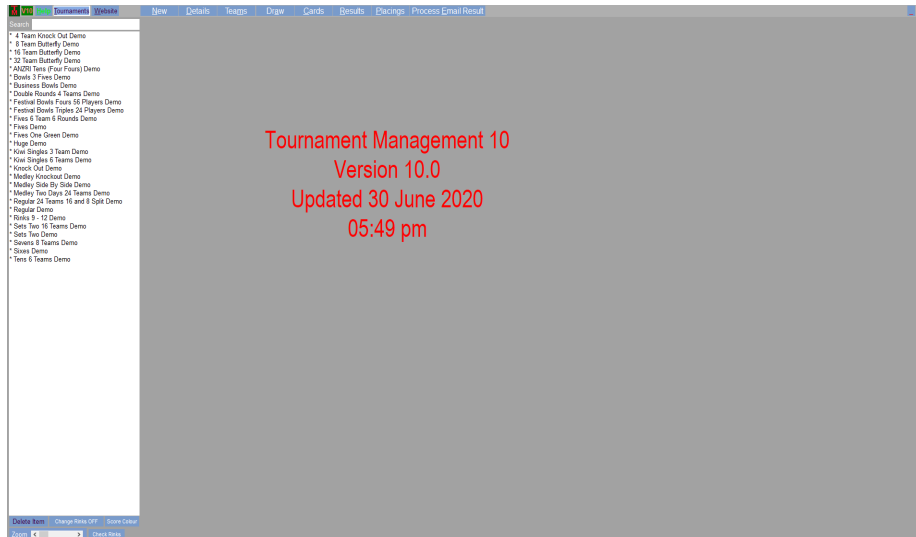 V10 Tournaments Website New Details Teams Draw Cards Results Placings Process Email Result
Search
* 4 Team Knock Out Demo
* 8 Team Butterfly Demo
* 16 Team Butterfly Demo
* 32 Team Butterfly Demo
* ANZRI Tens (Four Fours) Demo
* Bowls 3 Fives Demo
* Business Bowls Demo
* Double Rounds 4 Teams Demo
* Festival Bowls Fours 56 Players Demo
* Festival Bowls Triples 24 Players Demo
* Fives 6 Team 6 Rounds Demo
* Fives Demo
* Fives One Green Demo
* Huge Demo
* Kiwi Singles 3 Team Demo
* Kiwi Singles 6 Teams Demo
* Knock Out Demo
* Medley Knockout Demo
* Medley Side By Side Demo
* Medley Two Days 24 Teams Demo
* Regular 24 Teams 16 and 8 Split Demo
* Regular Demo
* Rinks 9 - 12 Demo
* Sets Two 16 Teams Demo
* Sets Two Demo
* Sevens 8 Teams Demo
* Sixes Demo
* Tens 6 Teams Demo
Tournament Management 10
Version 10.0
Updated 30 June 2020
05:49 pm
Delete Item Change Rinks OFF Score Colour
Zoom Check Rinks